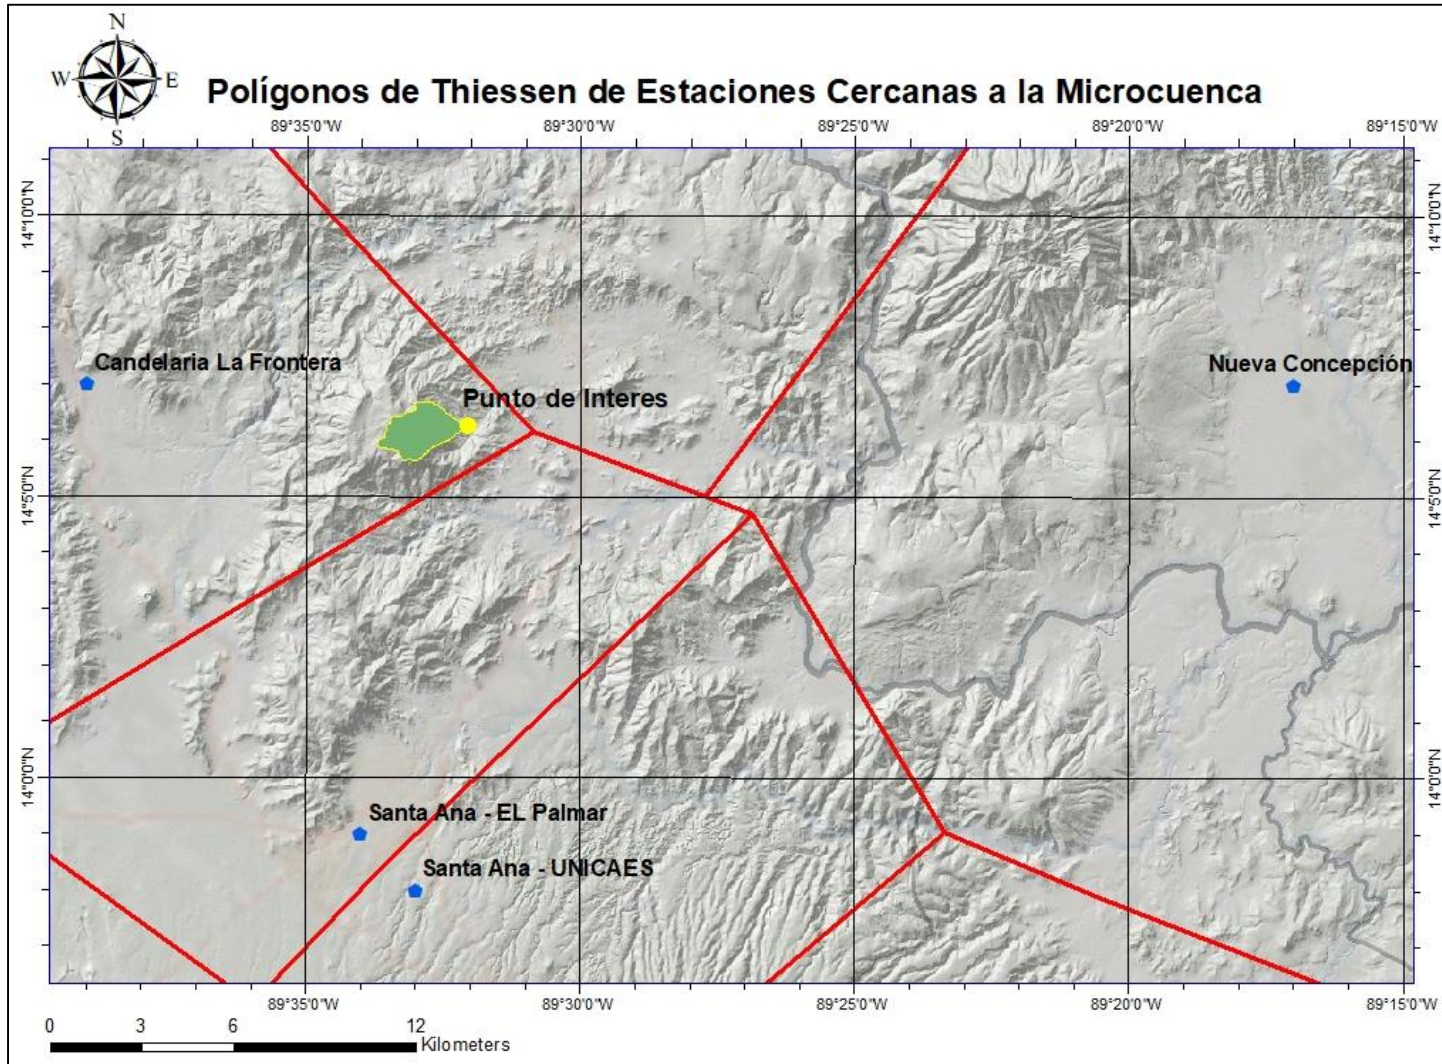 N
W E
S
Polígonos de Thiessen de Estaciones Cercanas a la Microcuenca
89°35'0"W 89°30'0"W 89°25'0"W 89°20'0"W 89°15'0"W
14°10'0"N 14°10'0"N
Candelaria La Frontera
Nueva Concepción
Punto de Interes
14°5'0"N 14°5'0"N
14°0'0"N 14°0'0"N
Santa Ana - EL Palmar
Santa Ana - UNICAES
89°35'0"W 89°30'0"W 89°25'0"W 89°20'0"W 89°15'0"W
0 3 6 12
Kilometers